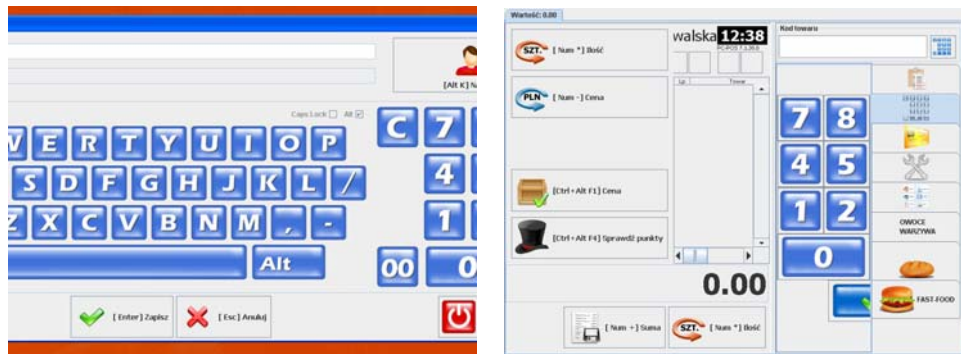 [Alt K] N
Caps Lock Alt
W E R T Y U I O P
C 7
S D F G H J K L /
4
Z X C V B N M , -
1
Alt
00 0
[ Enter ] Zapisz
[ Esc ] Anuluj
Wartość: 0.00
SZT. [ Num * ] Ilość
PLN [ Num - ] Cena
[Ctrl+Alt F1] Cena
[Ctrl+Alt F4] Sprawdź punkty
walska 12:38
Lp. Towar
0.00
[ Num + ] Suma
SZT. [ Num * ] Ilość
Kod towaru
7 8
4 5
1 2
0
OWOCE
WARZYWA
FAST-FOOD